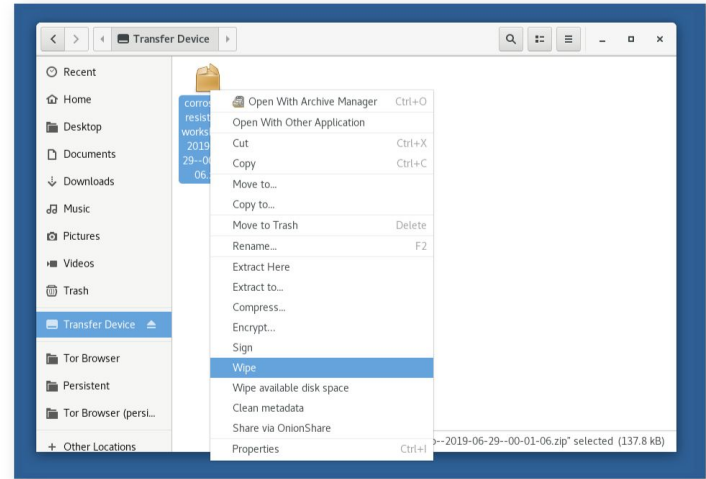 Transfer Device
Recent
Home
Desktop
Documents
Downloads
Music
Pictures
Videos
Trash
Transfer Device
Tor Browser
Persistent
Tor Browser (persi...
+ Other Locations
corros
resist
works
2019
29--00
06.
Open With Archive Manager Ctrl+O
Open With Other Application
Cut Ctrl+X
Copy Ctrl+C
Move to...
Copy to...
Move to Trash Delete
Rename... F2
Extract Here
Extract to...
Compress...
Encrypt...
Sign
Wipe
Wipe available disk space
Clean metadata
Share via OnionShare
Properties Ctrl+I
--2019-06-29--00-01-06.zip" selected (137.8 kB)